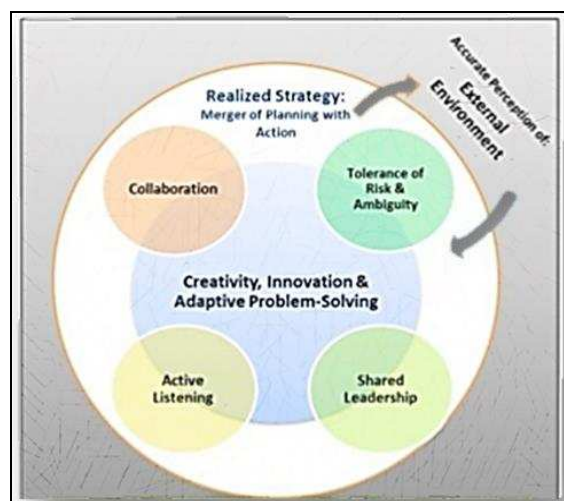 Realized Strategy:
Merger of Planning with
Action
Accurate Perception of:
External
Environment
Collaboration
Tolerance of
Risk &
Ambiguity
Creativity, Innovation &
Adaptive Problem-Solving
Active
Listening
Shared
Leadership